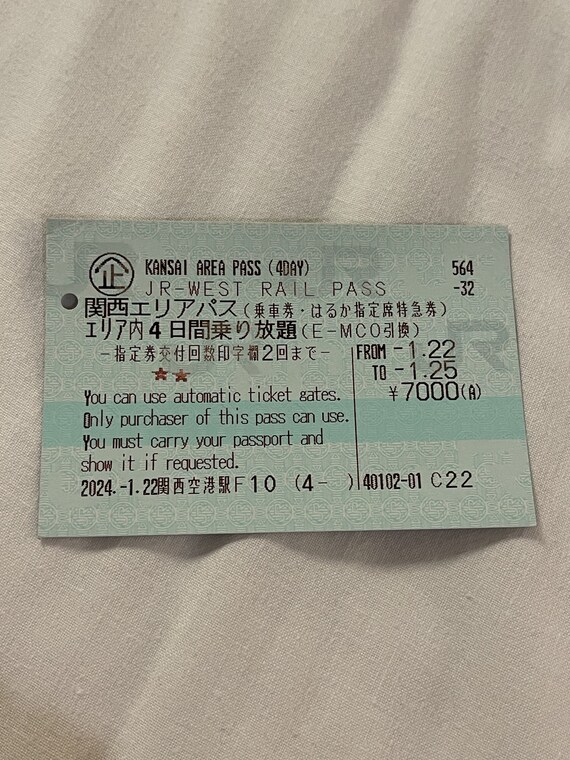 企 KANSAI AREA PASS (4DAY) 564
JR-WEST RAIL PASS -32
関西エリアパス(乗車券・はるか指定席特急券)
エリア内4日間乗り放題(E-MCO引換)
-指定券交付回数印字欄2回まで- FROM -1.22
★★ TO -1.25
¥7000(A)
You can use automatic ticket gates.
Only purchaser of this pass can use.
You must carry your passport and
show it if requested.
2024.-1.22関西空港駅F10 (4- ) 40102-01 C22